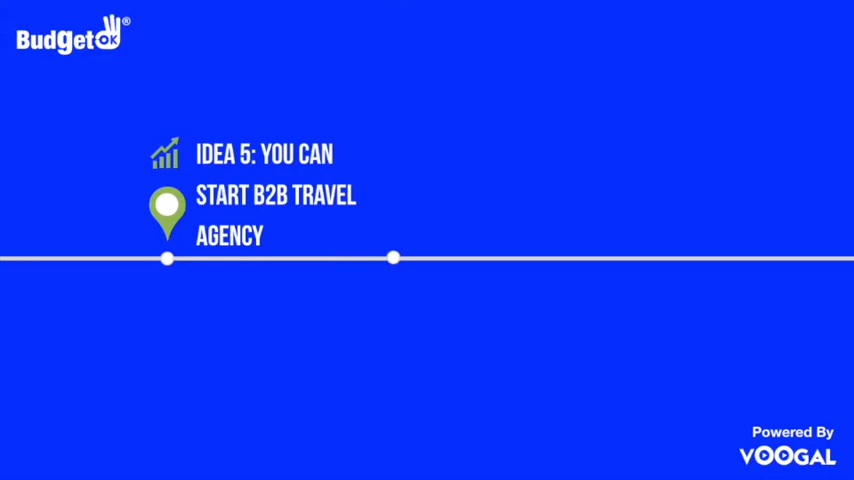 BudgetOK®
IDEA 5: YOU CAN
START B2B TRAVEL
AGENCY
Powered By
VOOGAL